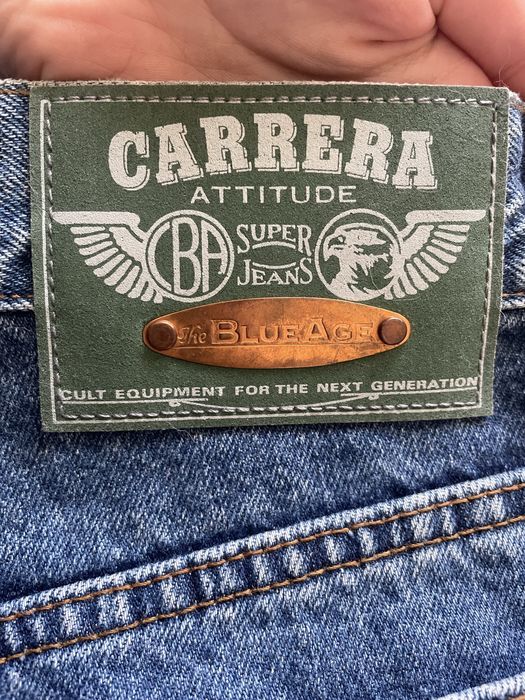 CARRERA
ATTITUDE
CBA SUPER JEANS
The BLUE AGE
CULT EQUIPMENT FOR THE NEXT GENERATION